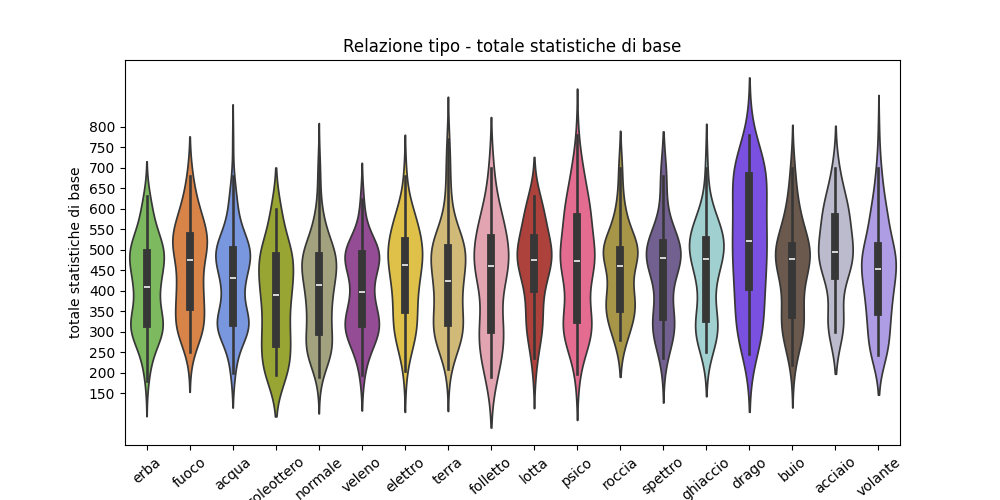 Relazione tipo - totale statistiche di base
totale statistiche di base
800
750
700
650
600
550
500
450
400
350
300
250
200
150
erba
fuoco
acqua
oleottero
normale
veleno
elettro
terra
folletto
lotta
psico
roccia
spettro
ghiaccio
drago
buio
acciaio
volante